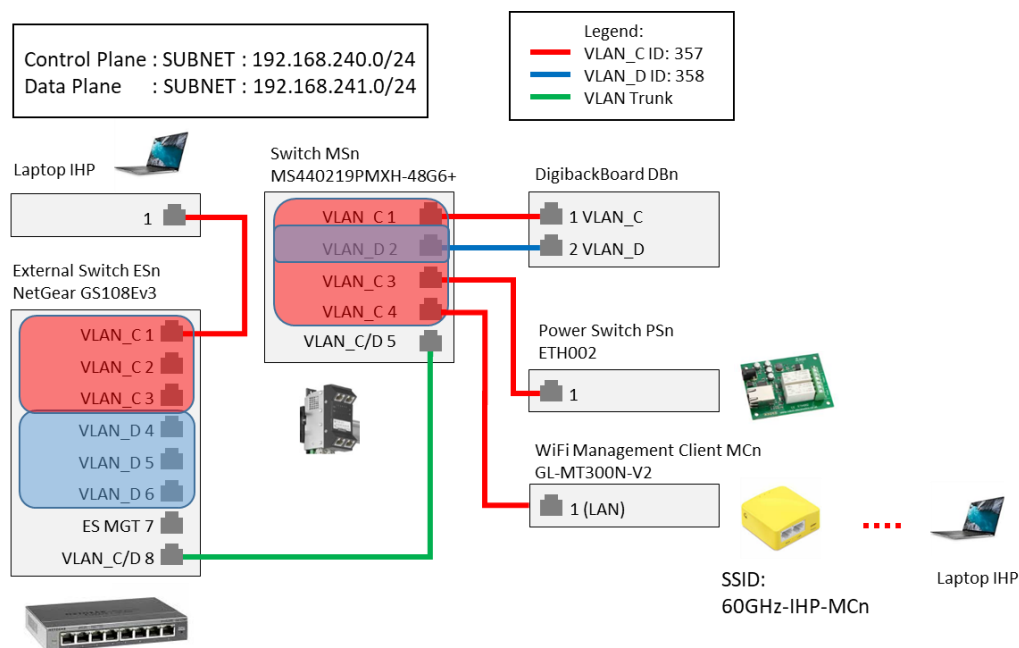 Control Plane : SUBNET : 192.168.240.0/24
Data Plane : SUBNET : 192.168.241.0/24
Legend:
VLAN_C ID: 357
VLAN_D ID: 358
VLAN Trunk
Laptop IHP
1
External Switch ESn
NetGear GS108Ev3
VLAN_C 1
VLAN_C 2
VLAN_C 3
VLAN_D 4
VLAN_D 5
VLAN_D 6
ES MGT 7
VLAN_C/D 8
Switch MSn
MS440219PMXH-48G6+
VLAN_C 1
VLAN_D 2
VLAN_C 3
VLAN_C 4
VLAN_C/D 5
DigibackBoard DBn
1 VLAN_C
2 VLAN_D
Power Switch PSn
ETH002
1
WiFi Management Client MCn
GL-MT300N-V2
1 (LAN)
SSID:
60GHz-IHP-MCn
Laptop IHP